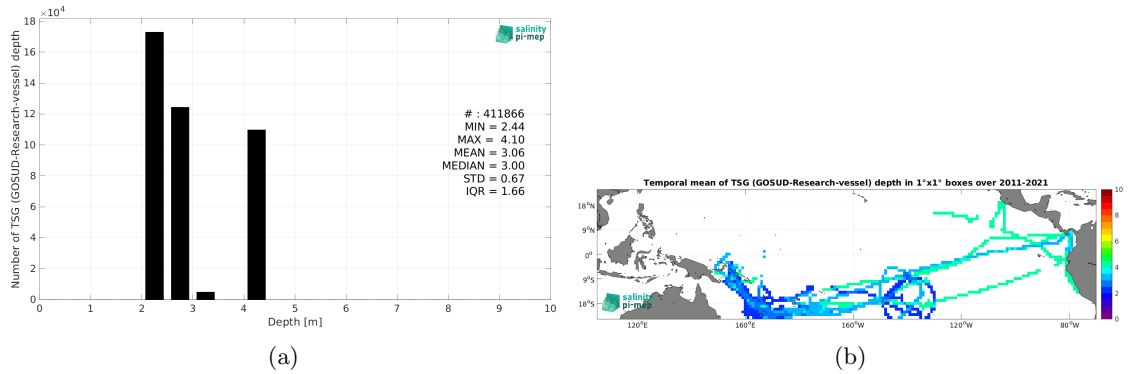 ×10⁴
18
16
14
12
10
8
6
4
2
0
Number of TSG (GOSUD-Research-vessel) depth
salinity
pi-mep
# : 411866
MIN = 2.44
MAX = 4.10
MEAN = 3.06
MEDIAN = 3.00
STD = 0.67
IQR = 1.66
0 1 2 3 4 5 6 7 8 9 10
Depth [m]
(a)
Temporal mean of TSG (GOSUD-Research-vessel) depth in 1°x1° boxes over 2011-2021
18°N
9°N
0°
9°S
18°S
salinity
pi-mep
120°E 160°E 160°W 120°W 80°W
10
8
6
4
2
0
(b)